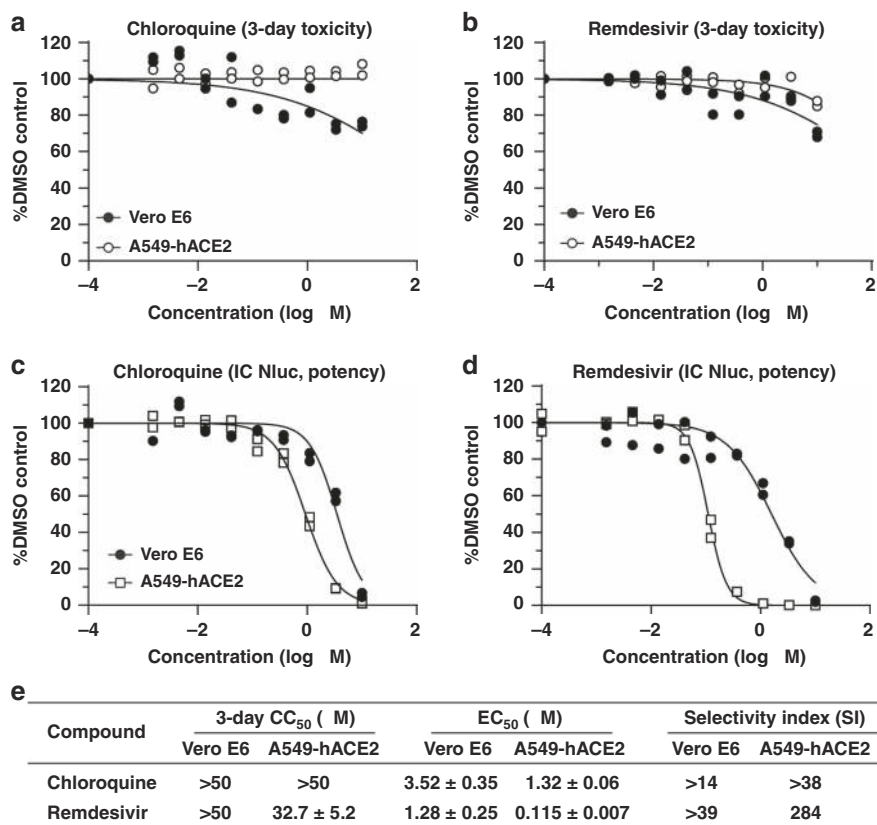 a
Chloroquine (3-day toxicity)
120
100
80
60
40
20
0
%DMSO control
Vero E6
A549-hACE2
–4
–2
0
2
Concentration (log M)
b
Remdesivir (3-day toxicity)
120
100
80
60
40
20
0
%DMSO control
Vero E6
A549-hACE2
–4
–2
0
2
Concentration (log M)
c
Chloroquine (IC Nluc, potency)
120
100
80
60
40
20
0
%DMSO control
Vero E6
A549-hACE2
–4
–2
0
2
Concentration (log M)
d
Remdesivir (IC Nluc, potency)
120
100
80
60
40
20
0
%DMSO control
–4
–2
0
2
Concentration (log M)
e
Compound 3-day CC50 ( M) EC50 ( M) Selectivity index (SI)
Vero E6 A549-hACE2 Vero E6 A549-hACE2 Vero E6 A549-hACE2
Chloroquine >50 >50 3.52 ± 0.35 1.32 ± 0.06 >14 >38
Remdesivir >50 32.7 ± 5.2 1.28 ± 0.25 0.115 ± 0.007 >39 284